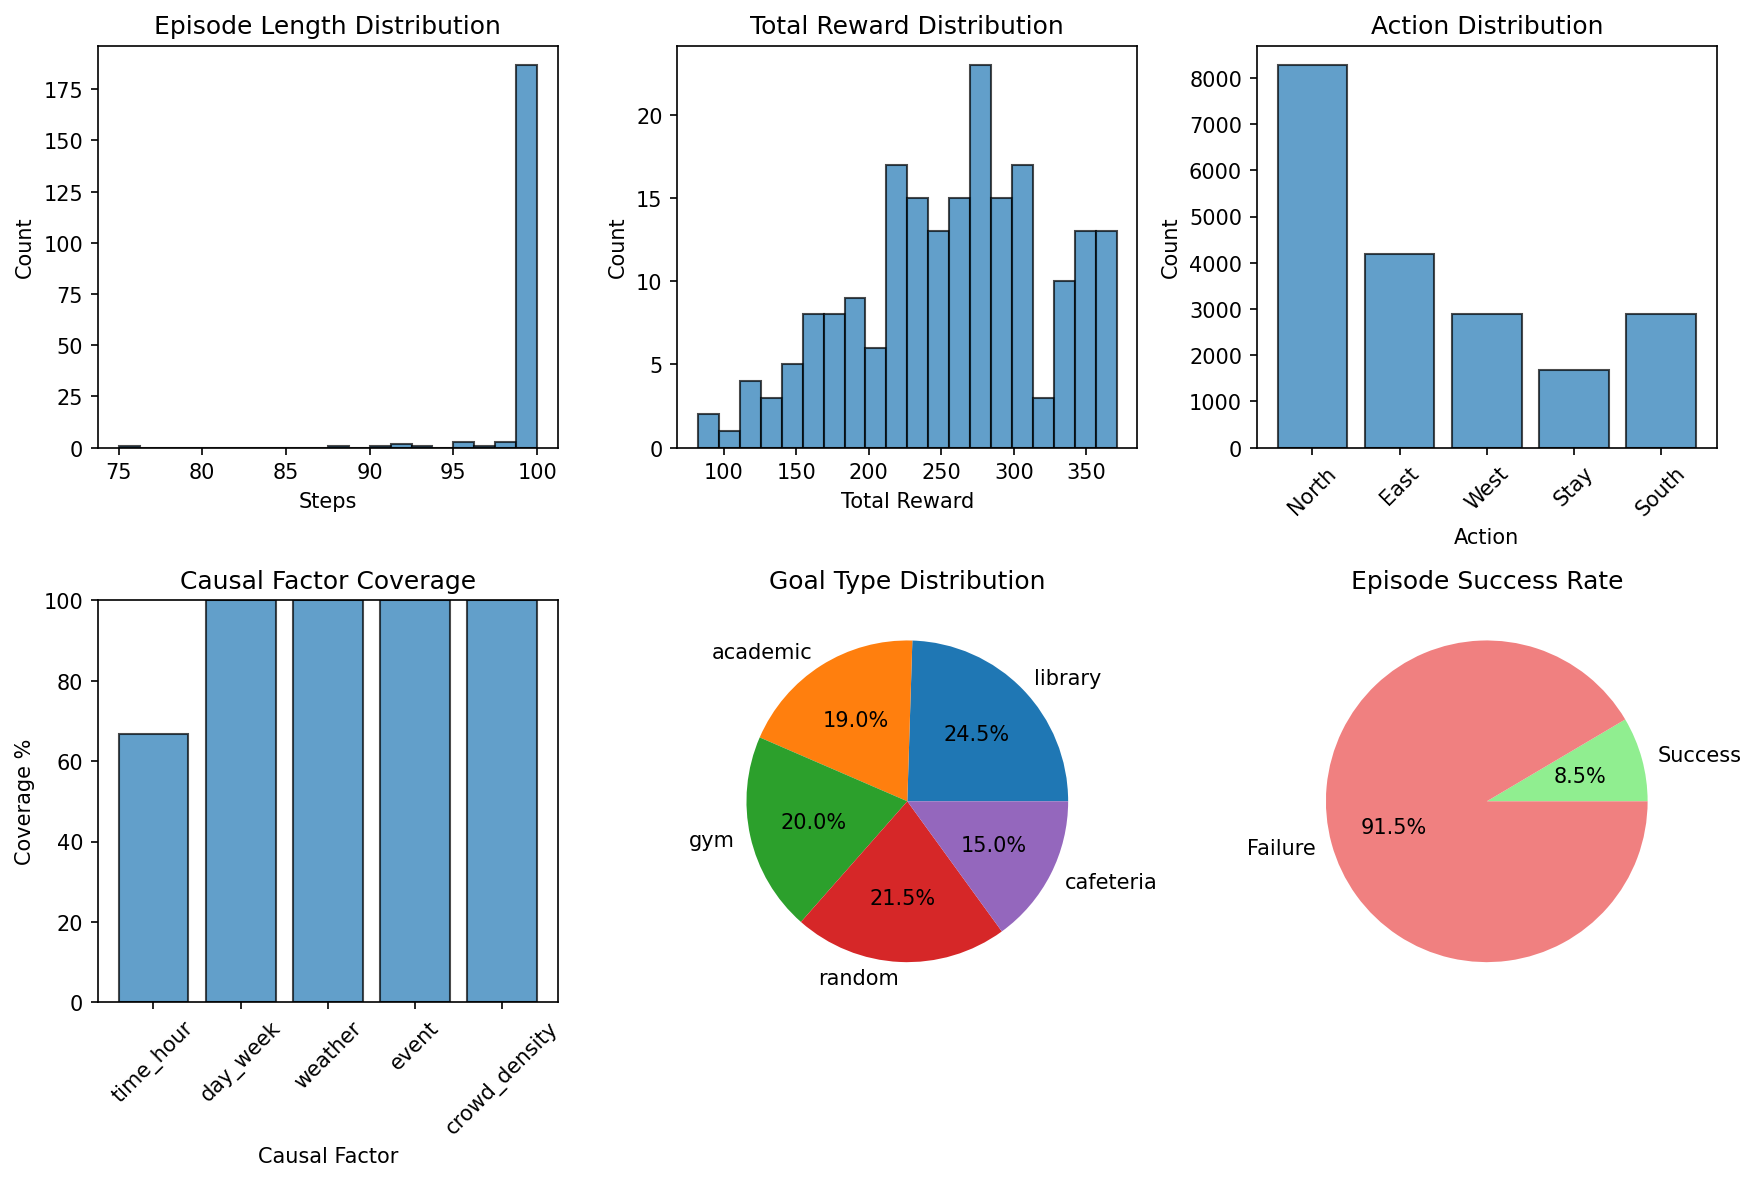 Episode Length Distribution
Count
175
150
125
100
75
50
25
0
75 80 85 90 95 100
Steps
Total Reward Distribution
Count
20
15
10
5
0
100 150 200 250 300 350
Total Reward
Action Distribution
Count
8000
7000
6000
5000
4000
3000
2000
1000
0
North East West Stay South
Action
Causal Factor Coverage
Coverage %
100
80
60
40
20
0
time_hour day_week weather event crowd_density
Causal Factor
Goal Type Distribution
academic
library
19.0%
24.5%
20.0%
gym
15.0%
cafeteria
21.5%
random
Episode Success Rate
Success
8.5%
91.5%
Failure